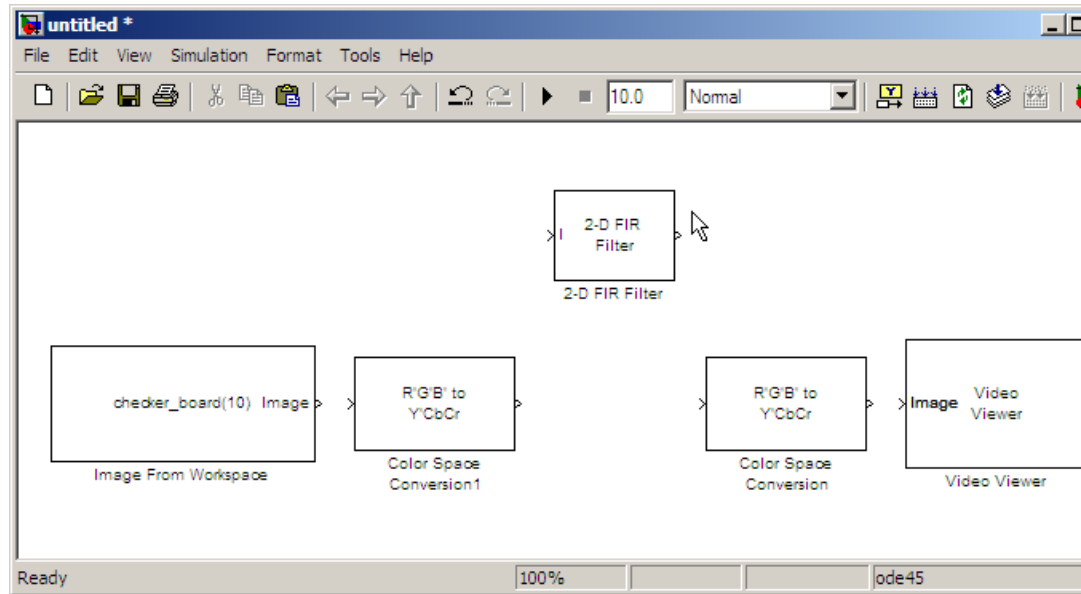 untitled *
File Edit View Simulation Format Tools Help
10.0 Normal
I 2-D FIR
Filter
2-D FIR Filter
checker_board(10) Image
Image From Workspace
R'G'B' to
Y'CbCr
Color Space
Conversion1
R'G'B' to
Y'CbCr
Color Space
Conversion
Image Video
Viewer
Video Viewer
Ready 100% ode45